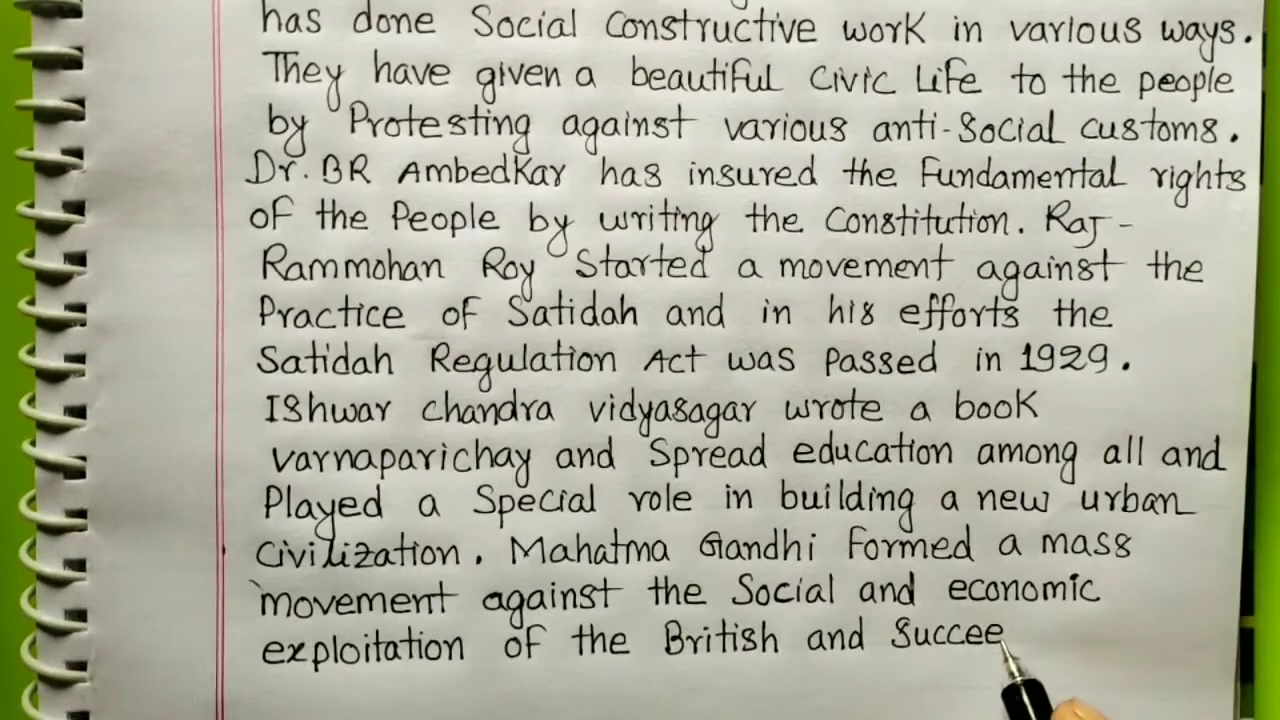 has done Social Constructive work in various ways.
They have given a beautiful Civic Life to the people
by Protesting against various anti-Social customs.
Dr. BR Ambedkar has insured the Fundamental rights
of the People by writing the Constitution. Raj-
Rammohan Roy Started a movement against the
Practice of Satidah and in his efforts the
Satidah Regulation Act was passed in 1929.
Ishwar chandra vidyasagar wrote a book
varnaparichay and Spread education among all and
Played a Special role in building a new urban
Civilization. Mahatma Gandhi formed a mass
movement against the Social and economic
exploitation of the British and Succee